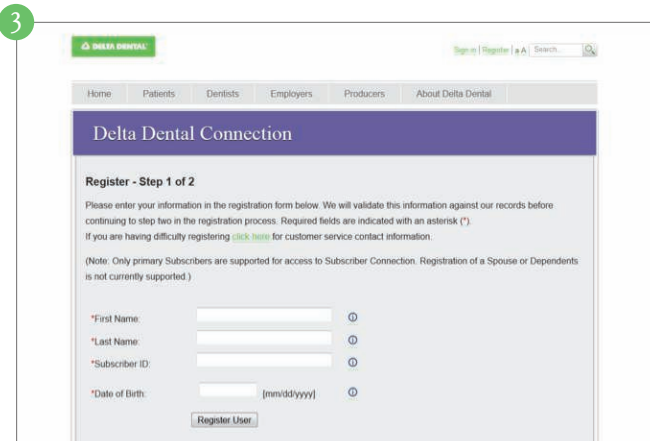 3
DELTA DENTAL
Sign in | Register | a A | Search...
Home Patients Dentists Employers Producers About Delta Dental
Delta Dental Connection
Register - Step 1 of 2
Please enter your information in the registration form below. We will validate this information against our records before
continuing to step two in the registration process. Required fields are indicated with an asterisk (*).
If you are having difficulty registering click here for customer service contact information.
(Note: Only primary Subscribers are supported for access to Subscriber Connection. Registration of a Spouse or Dependents
is not currently supported.)
*First Name:
*Last Name:
*Subscriber ID:
*Date of Birth: [mm/dd/yyyy]
Register User